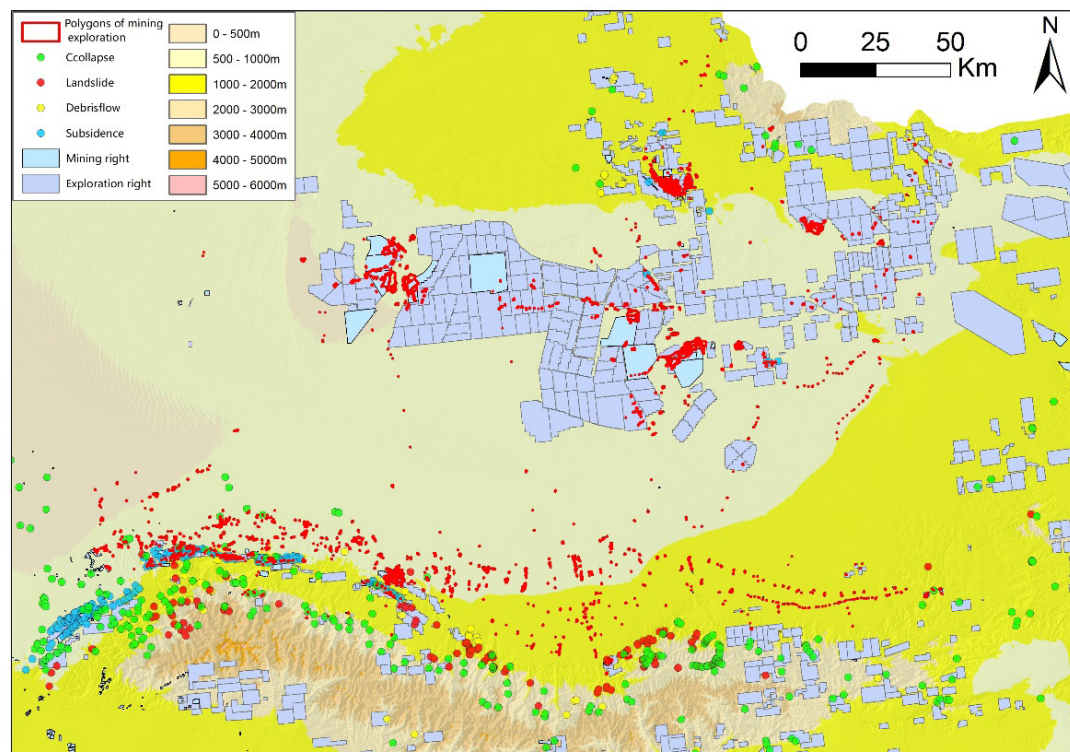 Polygons of mining
exploration
Ccollapse
Landslide
Debrisflow
Subsidence
Mining right
Exploration right
0 - 500m
500 - 1000m
1000 - 2000m
2000 - 3000m
3000 - 4000m
4000 - 5000m
5000 - 6000m
0 25 50
Km
N